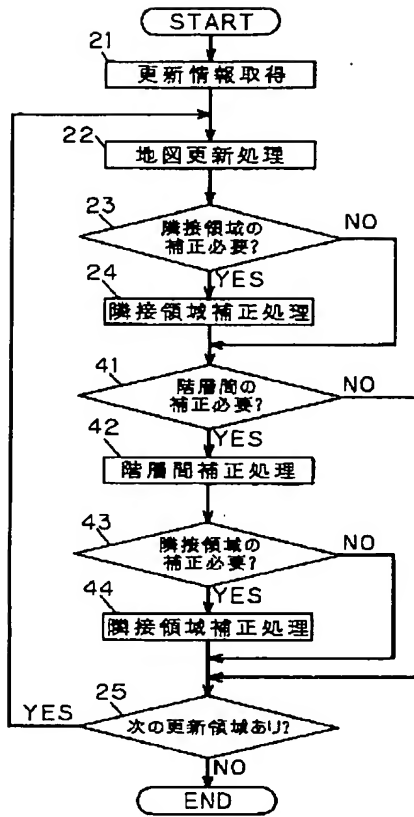 START
21
更新情報取得
22
地図更新処理
23
隣接領域の
補正必要?
NO
YES
24
隣接領域補正処理
41
階層間の
補正必要?
NO
YES
42
階層間補正処理
43
隣接領域の
補正必要?
NO
YES
44
隣接領域補正処理
25
YES
次の更新領域あり?
NO
END